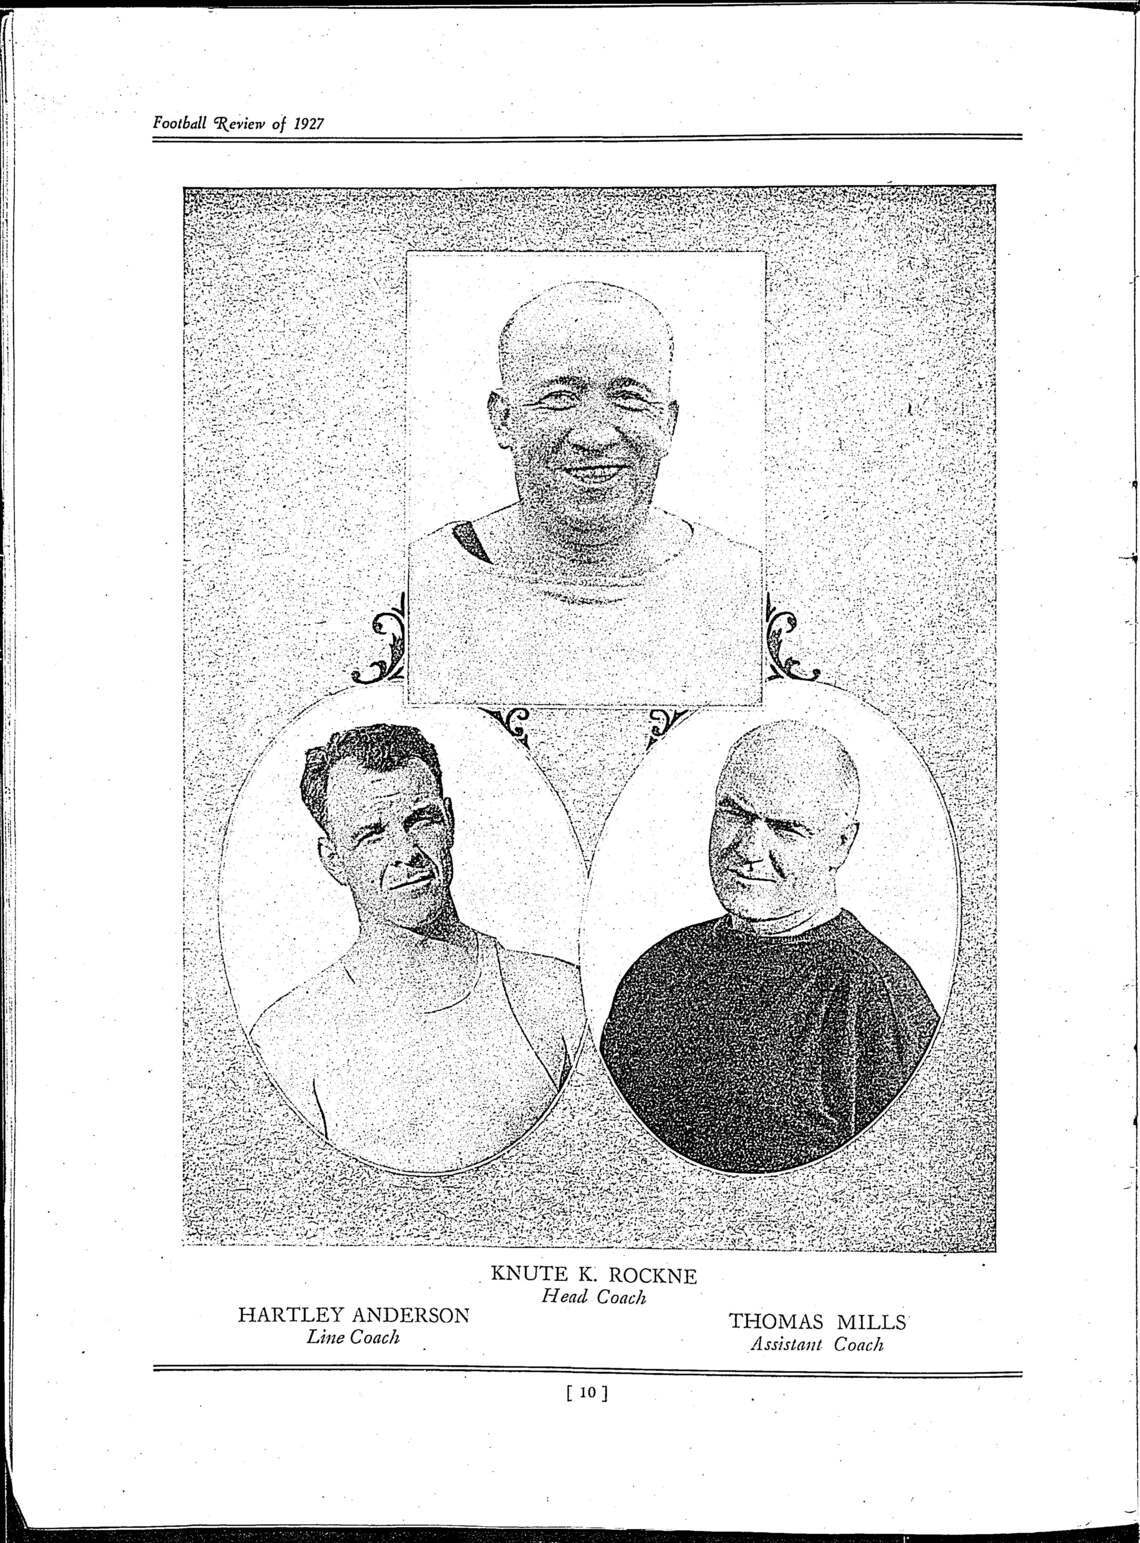 Football Review of 1927
KNUTE K. ROCKNE
Head Coach
HARTLEY ANDERSON
Line Coach
THOMAS MILLS
Assistant Coach
[ 10 ]